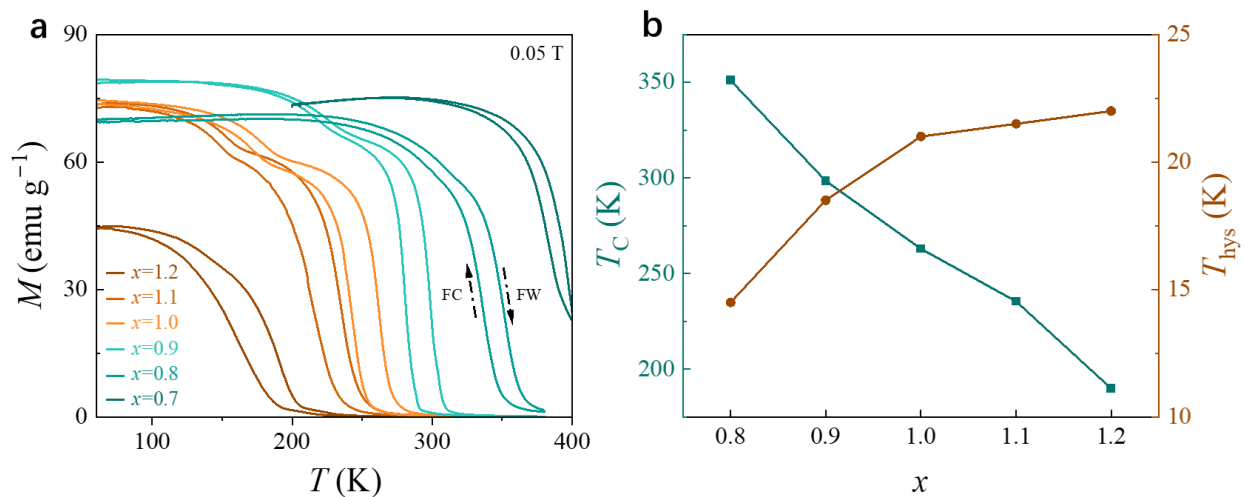 a
90
60
30
0
M (emu g⁻¹)
0.05 T
x=1.2
x=1.1
x=1.0
x=0.9
x=0.8
x=0.7
FC
FW
100
200
300
400
T (K)
b
350
300
250
200
T_C (K)
25
20
15
10
T_hys (K)
0.8
0.9
1.0
1.1
1.2
x